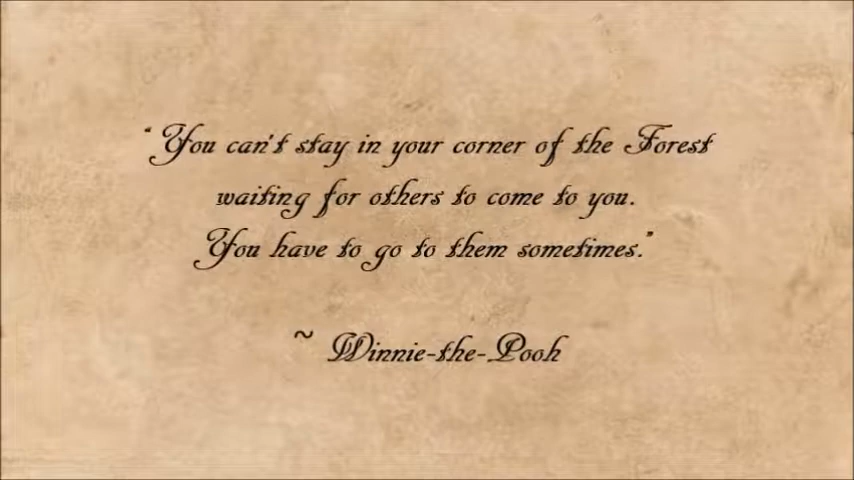 "You can't stay in your corner of the Forest
waiting for others to come to you.
You have to go to them sometimes."
~ Winnie-the-Pooh